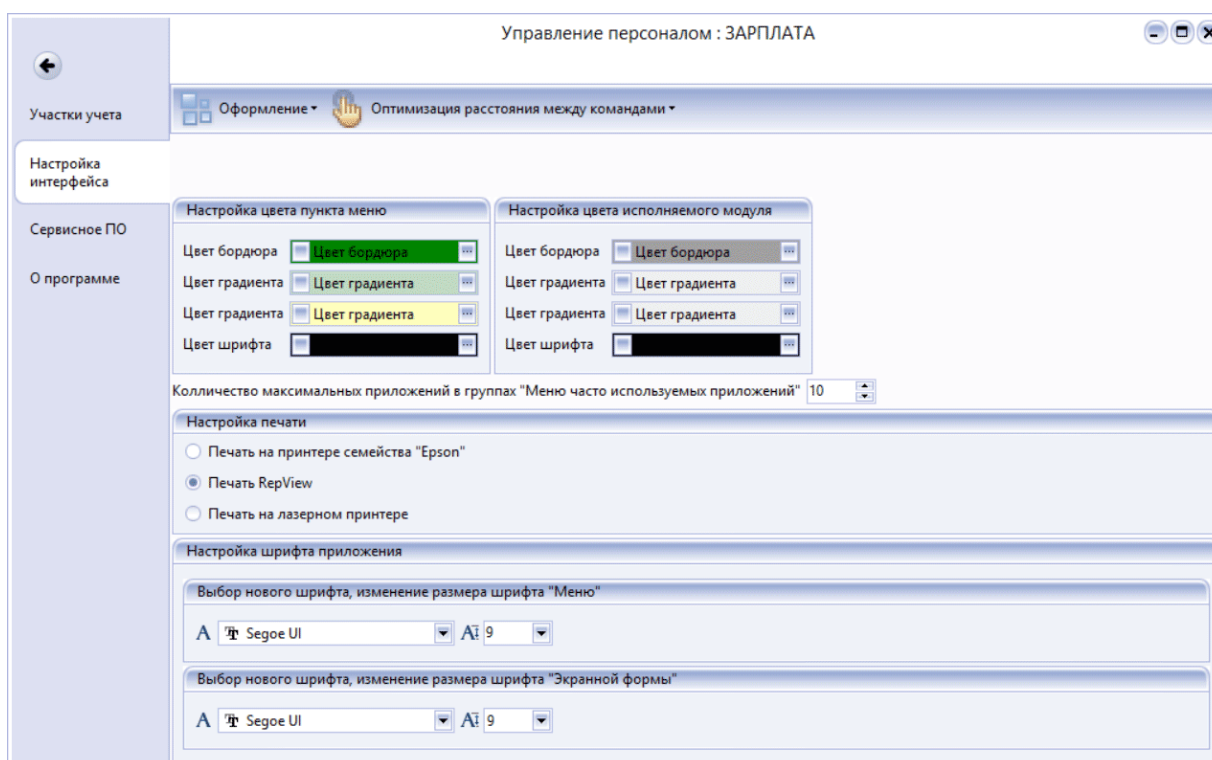 Управление персоналом : ЗАРПЛАТА
Участки учета
Оформление
Оптимизация расстояния между командами
Настройка
интерфейса
Сервисное ПО
О программе
Настройка цвета пункта меню
Цвет бордюра Цвет бордюра
Цвет градиента Цвет градиента
Цвет градиента Цвет градиента
Цвет шрифта
Настройка цвета исполняемого модуля
Цвет бордюра Цвет бордюра
Цвет градиента Цвет градиента
Цвет градиента Цвет градиента
Цвет шрифта
Колличество максимальных приложений в группах "Меню часто используемых приложений" 10
Настройка печати
Печать на принтере семейства "Epson"
Печать RepView
Печать на лазерном принтере
Настройка шрифта приложения
Выбор нового шрифта, изменение размера шрифта "Меню"
Segoe UI 9
Выбор нового шрифта, изменение размера шрифта "Экранной формы"
Segoe UI 9